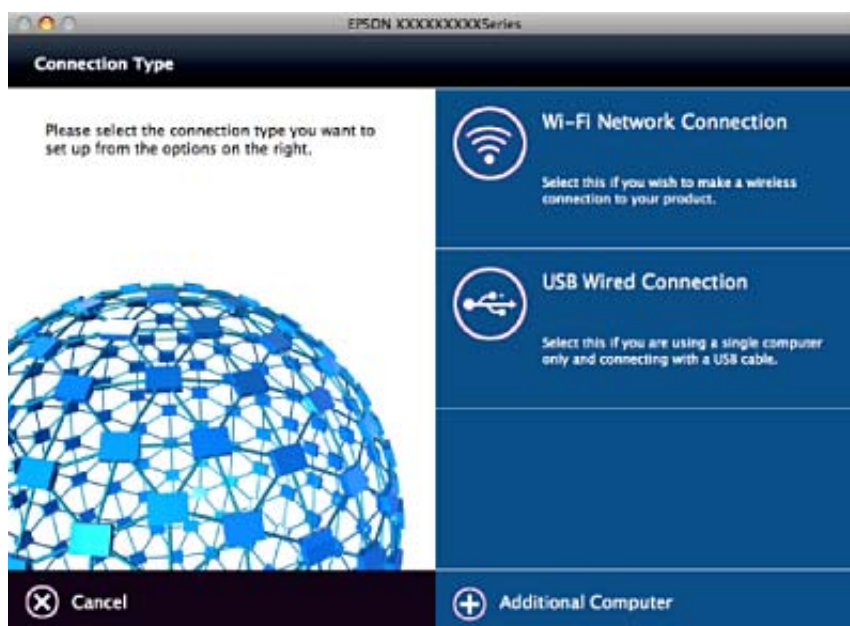 EPSON XXXXXXXXXSeries
Connection Type
Please select the connection type you want to
set up from the options on the right.
Wi-Fi Network Connection
Select this if you wish to make a wireless
connection to your product.
USB Wired Connection
Select this if you are using a single computer
only and connecting with a USB cable.
Cancel
Additional Computer